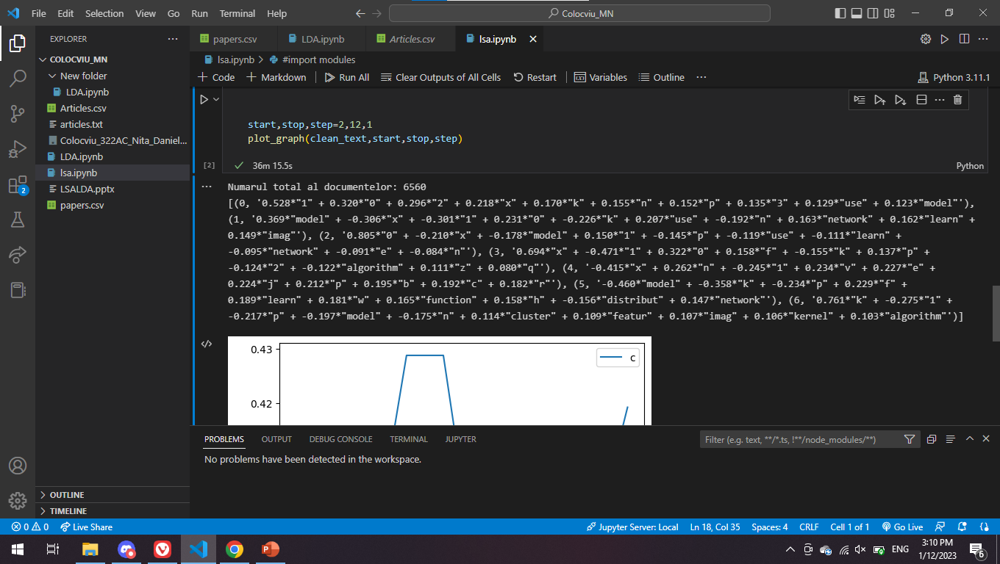 File Edit Selection View Go Run Terminal Help Colocviu_MN
EXPLORER
papers.csv LDA.ipynb Articles.csv lsa.ipynb
COLOCVIU_MN
New folder
LDA.ipynb
Articles.csv
articles.txt
Colocviu_322AC_Nita_Daniel...
LDA.ipynb
lsa.ipynb
LSALDA.pptx
papers.csv
OUTLINE
TIMELINE
2
lsa.ipynb > #import modules
Code Markdown Run All Clear Outputs of All Cells Restart Variables Outline Python 3.11.1
start,stop,step=2,12,1
plot_graph(clean_text,start,stop,step)
[2] 36m 15.5s Python
Numarul total al documentelor: 6560
[(0, '0.528*"1" + 0.320*"0" + 0.296*"2" + 0.218*"x" + 0.170*"k" + 0.155*"n" + 0.152*"p" + 0.135*"3" + 0.129*"use" + 0.123*"model"'),
(1, '0.369*"model" + -0.306*"x" + -0.301*"1" + 0.231*"0" + -0.226*"k" + 0.207*"use" + -0.192*"n" + 0.163*"network" + 0.162*"learn" +
0.149*"imag"'), (2, '0.805*"0" + -0.210*"x" + -0.178*"model" + 0.150*"1" + -0.145*"p" + -0.119*"use" + -0.111*"learn" +
-0.095*"network" + -0.091*"e" + -0.084*"n"'), (3, '0.694*"x" + -0.471*"1" + 0.322*"0" + 0.158*"f" + -0.155*"k" + 0.137*"p" +
-0.124*"2" + -0.122*"algorithm" + 0.111*"z" + 0.080*"q"'), (4, '-0.415*"x" + 0.262*"n" + -0.245*"1" + 0.234*"v" + 0.227*"e" +
0.224*"j" + 0.212*"p" + 0.195*"b" + 0.192*"c" + 0.182*"r"'), (5, '-0.460*"model" + -0.358*"k" + -0.234*"p" + 0.229*"f" +
0.189*"learn" + 0.181*"w" + 0.165*"function" + 0.158*"h" + -0.156*"distribut" + 0.147*"network"'), (6, '0.761*"k" + -0.275*"1" +
-0.217*"p" + -0.197*"model" + -0.175*"n" + 0.114*"cluster" + 0.109*"featur" + 0.107*"imag" + 0.106*"kernel" + 0.103*"algorithm"')]
0.43
c
0.42
PROBLEMS OUTPUT DEBUG CONSOLE TERMINAL JUPYTER Filter (e.g. text, **/*.ts, !**/node_modules/**)
No problems have been detected in the workspace.
0 0 Live Share Jupyter Server: Local Ln 18, Col 35 Spaces: 4 CRLF Cell 1 of 1 Go Live
ENG
3:10 PM
1/12/2023
6